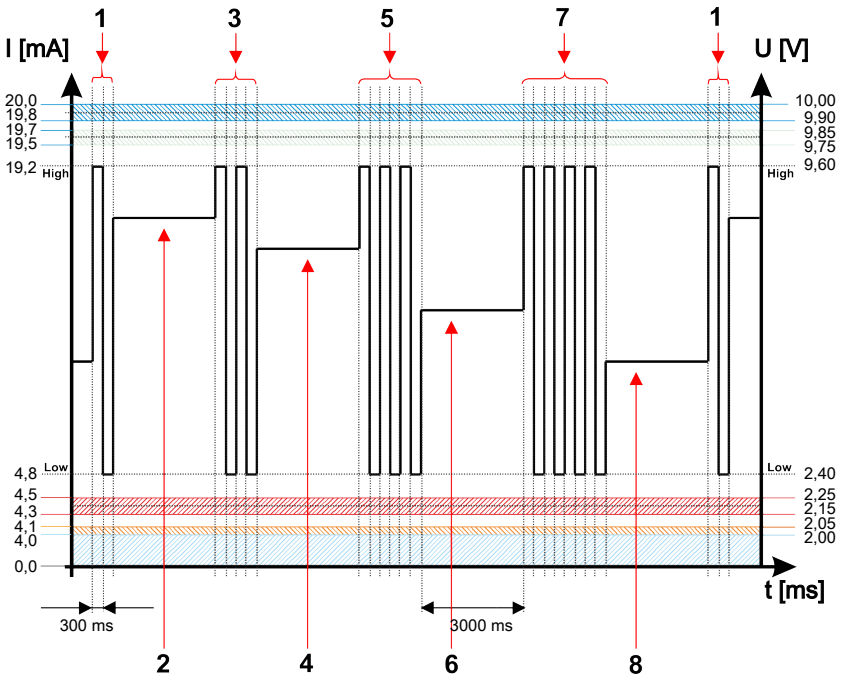 1 3 5 7 1
I [mA] U [V]
20,0 10,00
19,8 9,90
19,7 9,85
19,5 9,75
19,2 9,60
High High
Low Low
4,8 2,40
4,5 2,25
4,3 2,15
4,1 2,05
4,0 2,00
0,0
t [ms]
300 ms 3000 ms
2 4 6 8